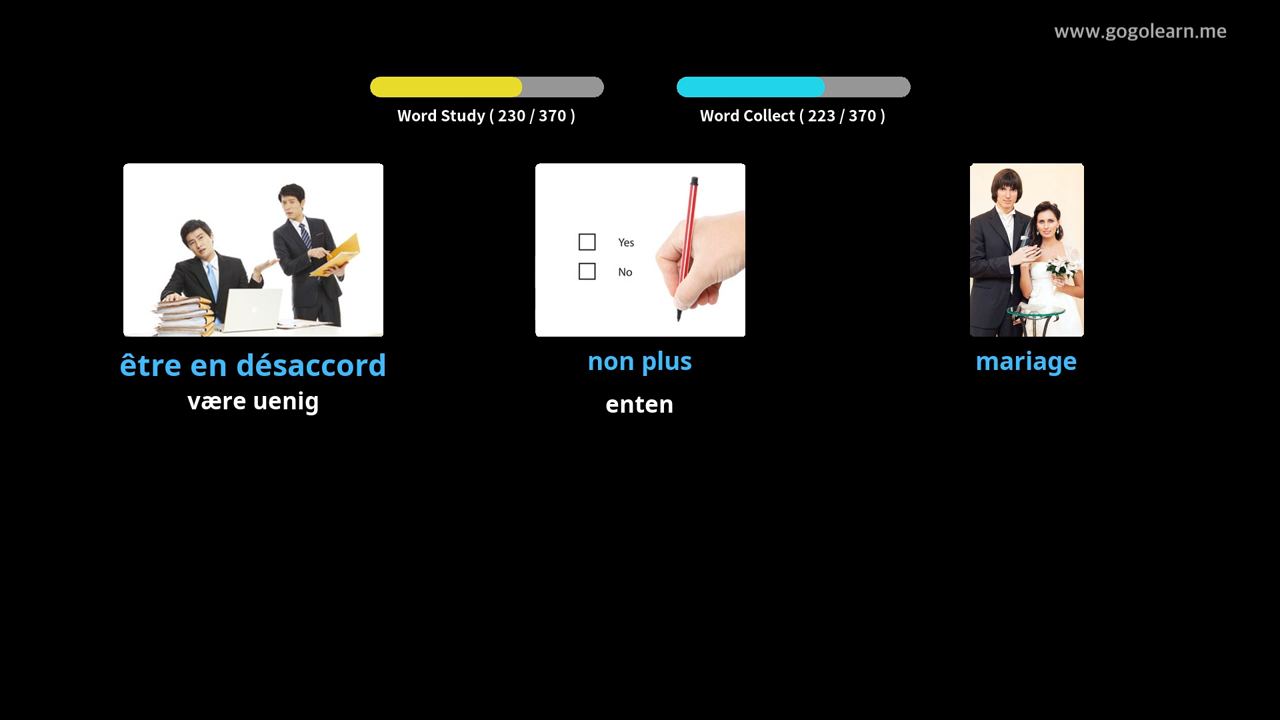 www.gogolearn.me
Word Study ( 230 / 370 )
Word Collect ( 223 / 370 )
Yes
No
être en désaccord
non plus
mariage
være uenig
enten